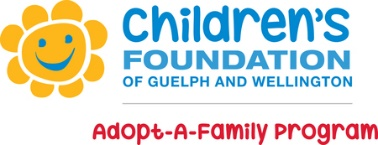 Children's
FOUNDATION
OF GUELPH AND WELLINGTON
Adopt-A-Family Program